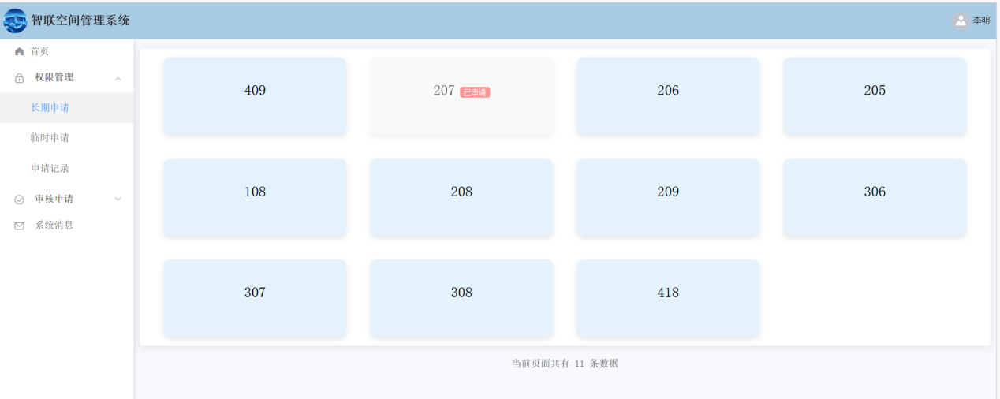 智联空间管理系统
李明
首页
权限管理
长期申请
临时申请
申请记录
审核申请
系统消息
409
207 已申请
206
205
108
208
209
306
307
308
418
当前页面共有 11 条数据